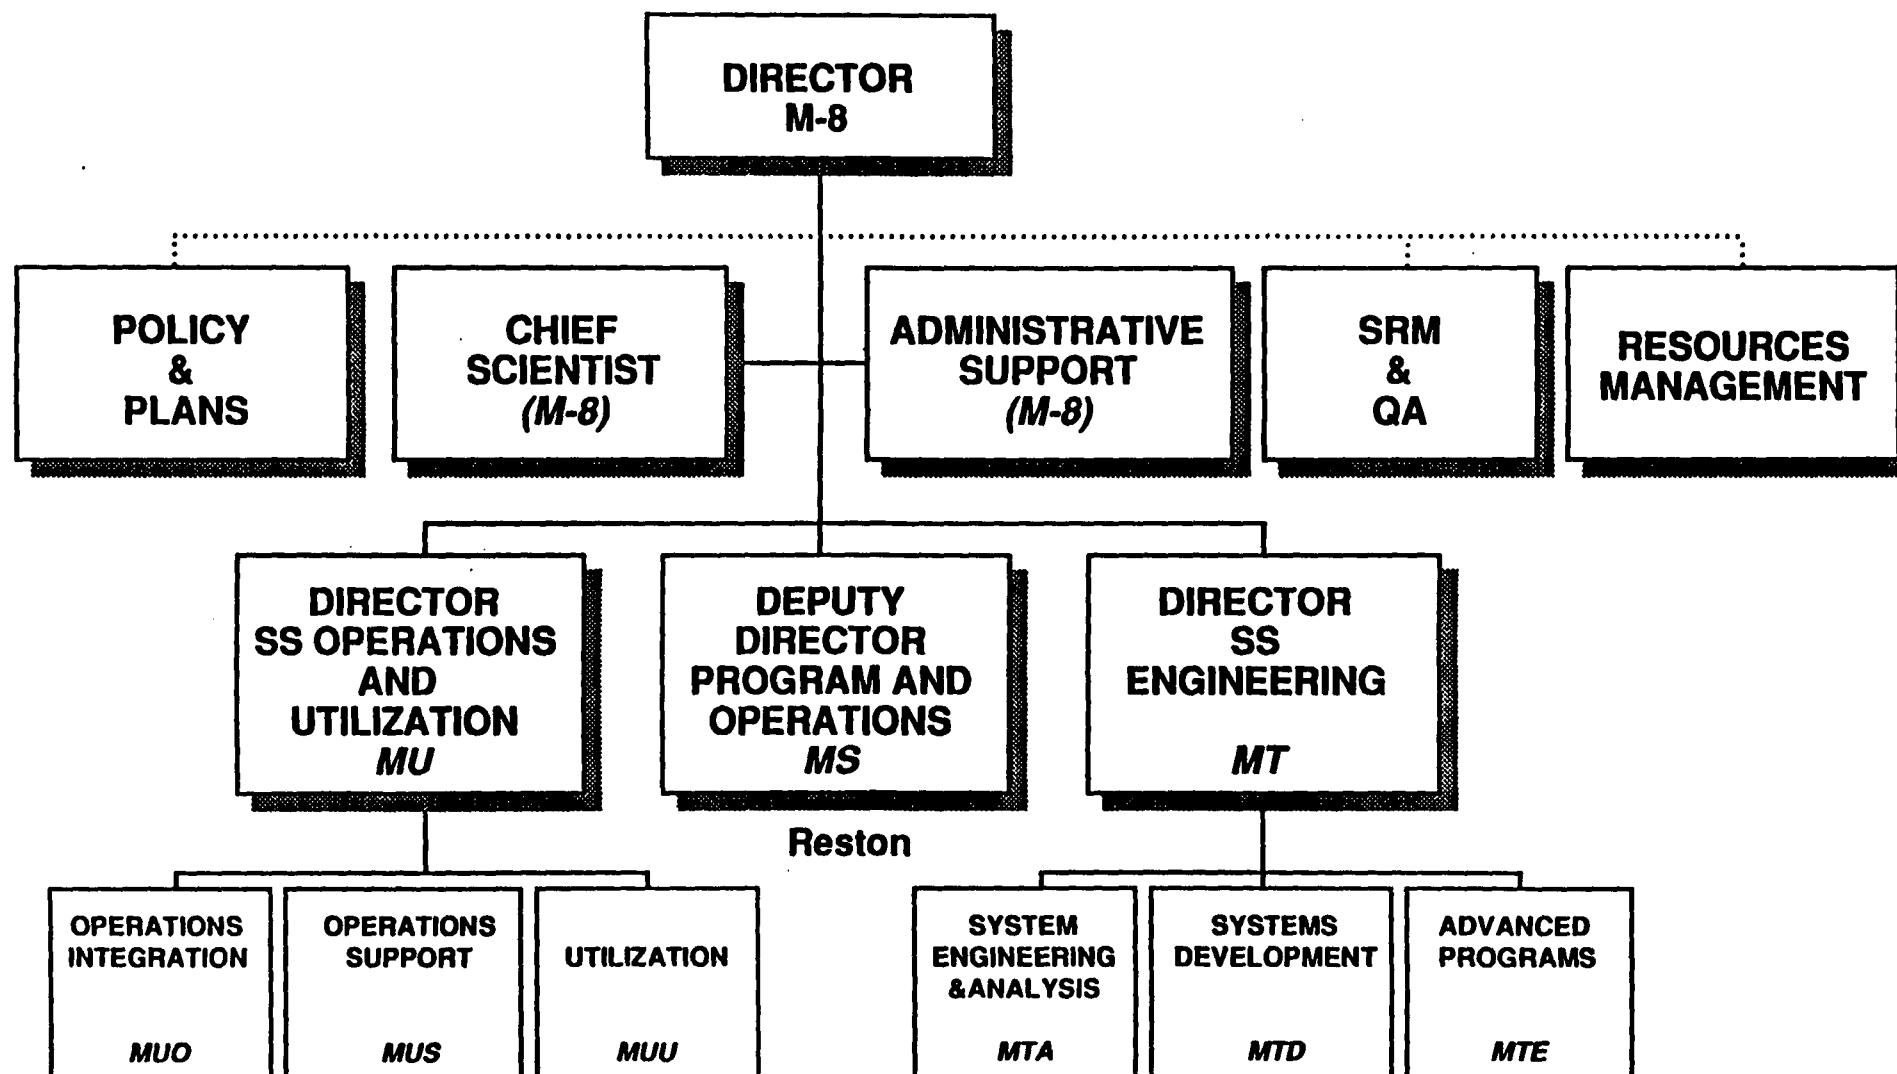 DIRECTOR
M-8
POLICY
&
PLANS
CHIEF
SCIENTIST
(M-8)
ADMINISTRATIVE
SUPPORT
(M-8)
SRM
&
QA
RESOURCES
MANAGEMENT
DIRECTOR
SS OPERATIONS
AND
UTILIZATION
MU
DEPUTY
DIRECTOR
PROGRAM AND
OPERATIONS
MS
DIRECTOR
SS
ENGINEERING
MT
Reston
OPERATIONS
INTEGRATION
MUO
OPERATIONS
SUPPORT
MUS
UTILIZATION
MUU
SYSTEM
ENGINEERING
&ANALYSIS
MTA
SYSTEMS
DEVELOPMENT
MTD
ADVANCED
PROGRAMS
MTE